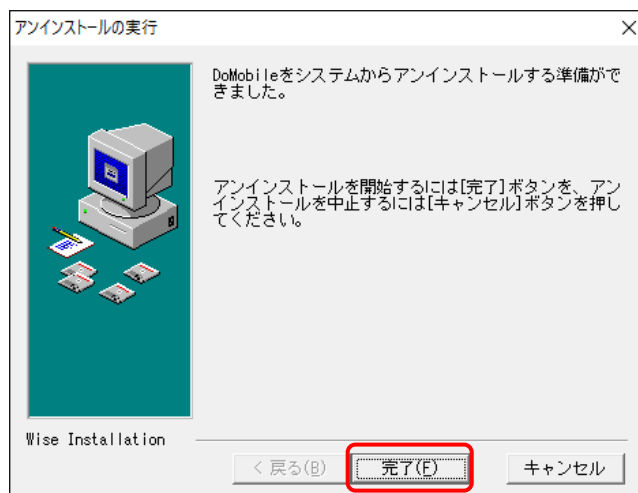 アンインストールの実行
DoMobileをシステムからアンインストールする準備がで
きました。
アンインストールを開始するには[完了]ボタンを、アン
インストールを中止するには[キャンセル]ボタンを押し
てください。
Wise Installation
< 戻る(B)
完了(F)
キャンセル